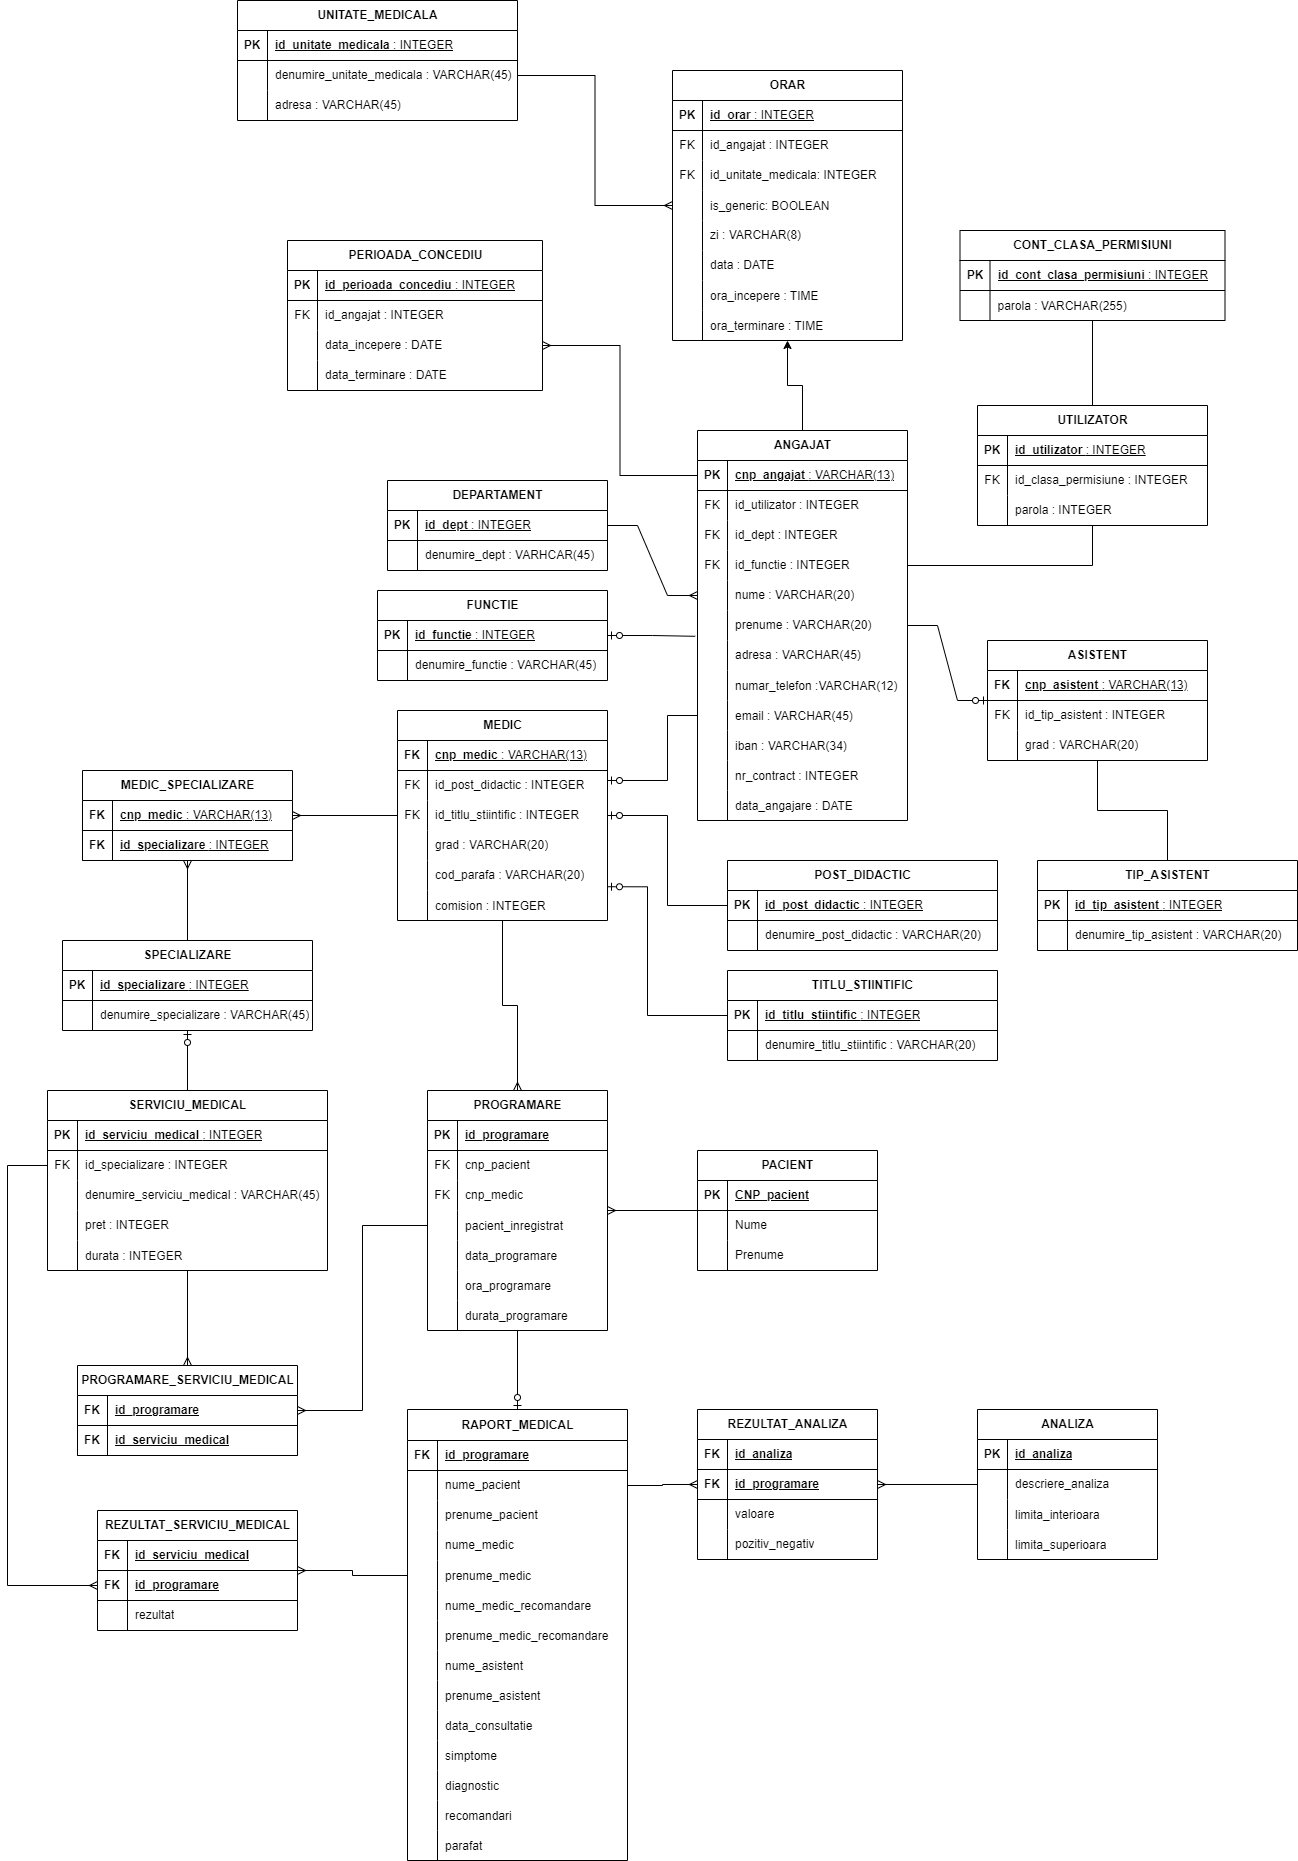 UNITATE_MEDICALA
PK id_unitate_medicala : INTEGER
denumire_unitate_medicala : VARCHAR(45)
adresa : VARCHAR(45)
ORAR
PK id_orar : INTEGER
FK id_angajat : INTEGER
FK id_unitate_medicala: INTEGER
is_generic: BOOLEAN
zi : VARCHAR(8)
data : DATE
ora_incepere : TIME
ora_terminare : TIME
CONT_CLASA_PERMISIUNI
PK id_cont_clasa_permisiuni : INTEGER
parola : VARCHAR(255)
PERIOADA_CONCEDIU
PK id_perioada_concediu : INTEGER
FK id_angajat : INTEGER
data_incepere : DATE
data_terminare : DATE
UTILIZATOR
PK id_utilizator : INTEGER
FK id_clasa_permisiune : INTEGER
parola : INTEGER
ANGAJAT
PK cnp_angajat : VARCHAR(13)
FK id_utilizator : INTEGER
FK id_dept : INTEGER
FK id_functie : INTEGER
nume : VARCHAR(20)
prenume : VARCHAR(20)
adresa : VARCHAR(45)
numar_telefon :VARCHAR(12)
email : VARCHAR(45)
iban : VARCHAR(34)
nr_contract : INTEGER
data_angajare : DATE
DEPARTAMENT
PK id_dept : INTEGER
denumire_dept : VARHCAR(45)
FUNCTIE
PK id_functie : INTEGER
denumire_functie : VARCHAR(45)
ASISTENT
FK cnp_asistent : VARCHAR(13)
FK id_tip_asistent : INTEGER
grad : VARCHAR(20)
MEDIC
FK cnp_medic : VARCHAR(13)
FK id_post_didactic : INTEGER
FK id_titlu_stiintific : INTEGER
grad : VARCHAR(20)
cod_parafa : VARCHAR(20)
comision : INTEGER
MEDIC_SPECIALIZARE
FK cnp_medic : VARCHAR(13)
FK id_specializare : INTEGER
POST_DIDACTIC
PK id_post_didactic : INTEGER
denumire_post_didactic : VARCHAR(20)
TIP_ASISTENT
PK id_tip_asistent : INTEGER
denumire_tip_asistent : VARCHAR(20)
SPECIALIZARE
PK id_specializare : INTEGER
denumire_specializare : VARCHAR(45)
TITLU_STIINTIFIC
PK id_titlu_stiintific : INTEGER
denumire_titlu_stiintific : VARCHAR(20)
SERVICIU_MEDICAL
PK id_serviciu_medical : INTEGER
FK id_specializare : INTEGER
denumire_serviciu_medical : VARCHAR(45)
pret : INTEGER
durata : INTEGER
PROGRAMARE
PK id_programare
FK cnp_pacient
FK cnp_medic
pacient_inregistrat
data_programare
ora_programare
durata_programare
PACIENT
PK CNP_pacient
Nume
Prenume
PROGRAMARE_SERVICIU_MEDICAL
FK id_programare
FK id_serviciu_medical
RAPORT_MEDICAL
FK id_programare
nume_pacient
prenume_pacient
nume_medic
prenume_medic
nume_medic_recomandare
prenume_medic_recomandare
nume_asistent
prenume_asistent
data_consultatie
simptome
diagnostic
recomandari
parafat
REZULTAT_ANALIZA
FK id_analiza
FK id_programare
valoare
pozitiv_negativ
ANALIZA
PK id_analiza
descriere_analiza
limita_interioara
limita_superioara
REZULTAT_SERVICIU_MEDICAL
FK id_serviciu_medical
FK id_programare
rezultat